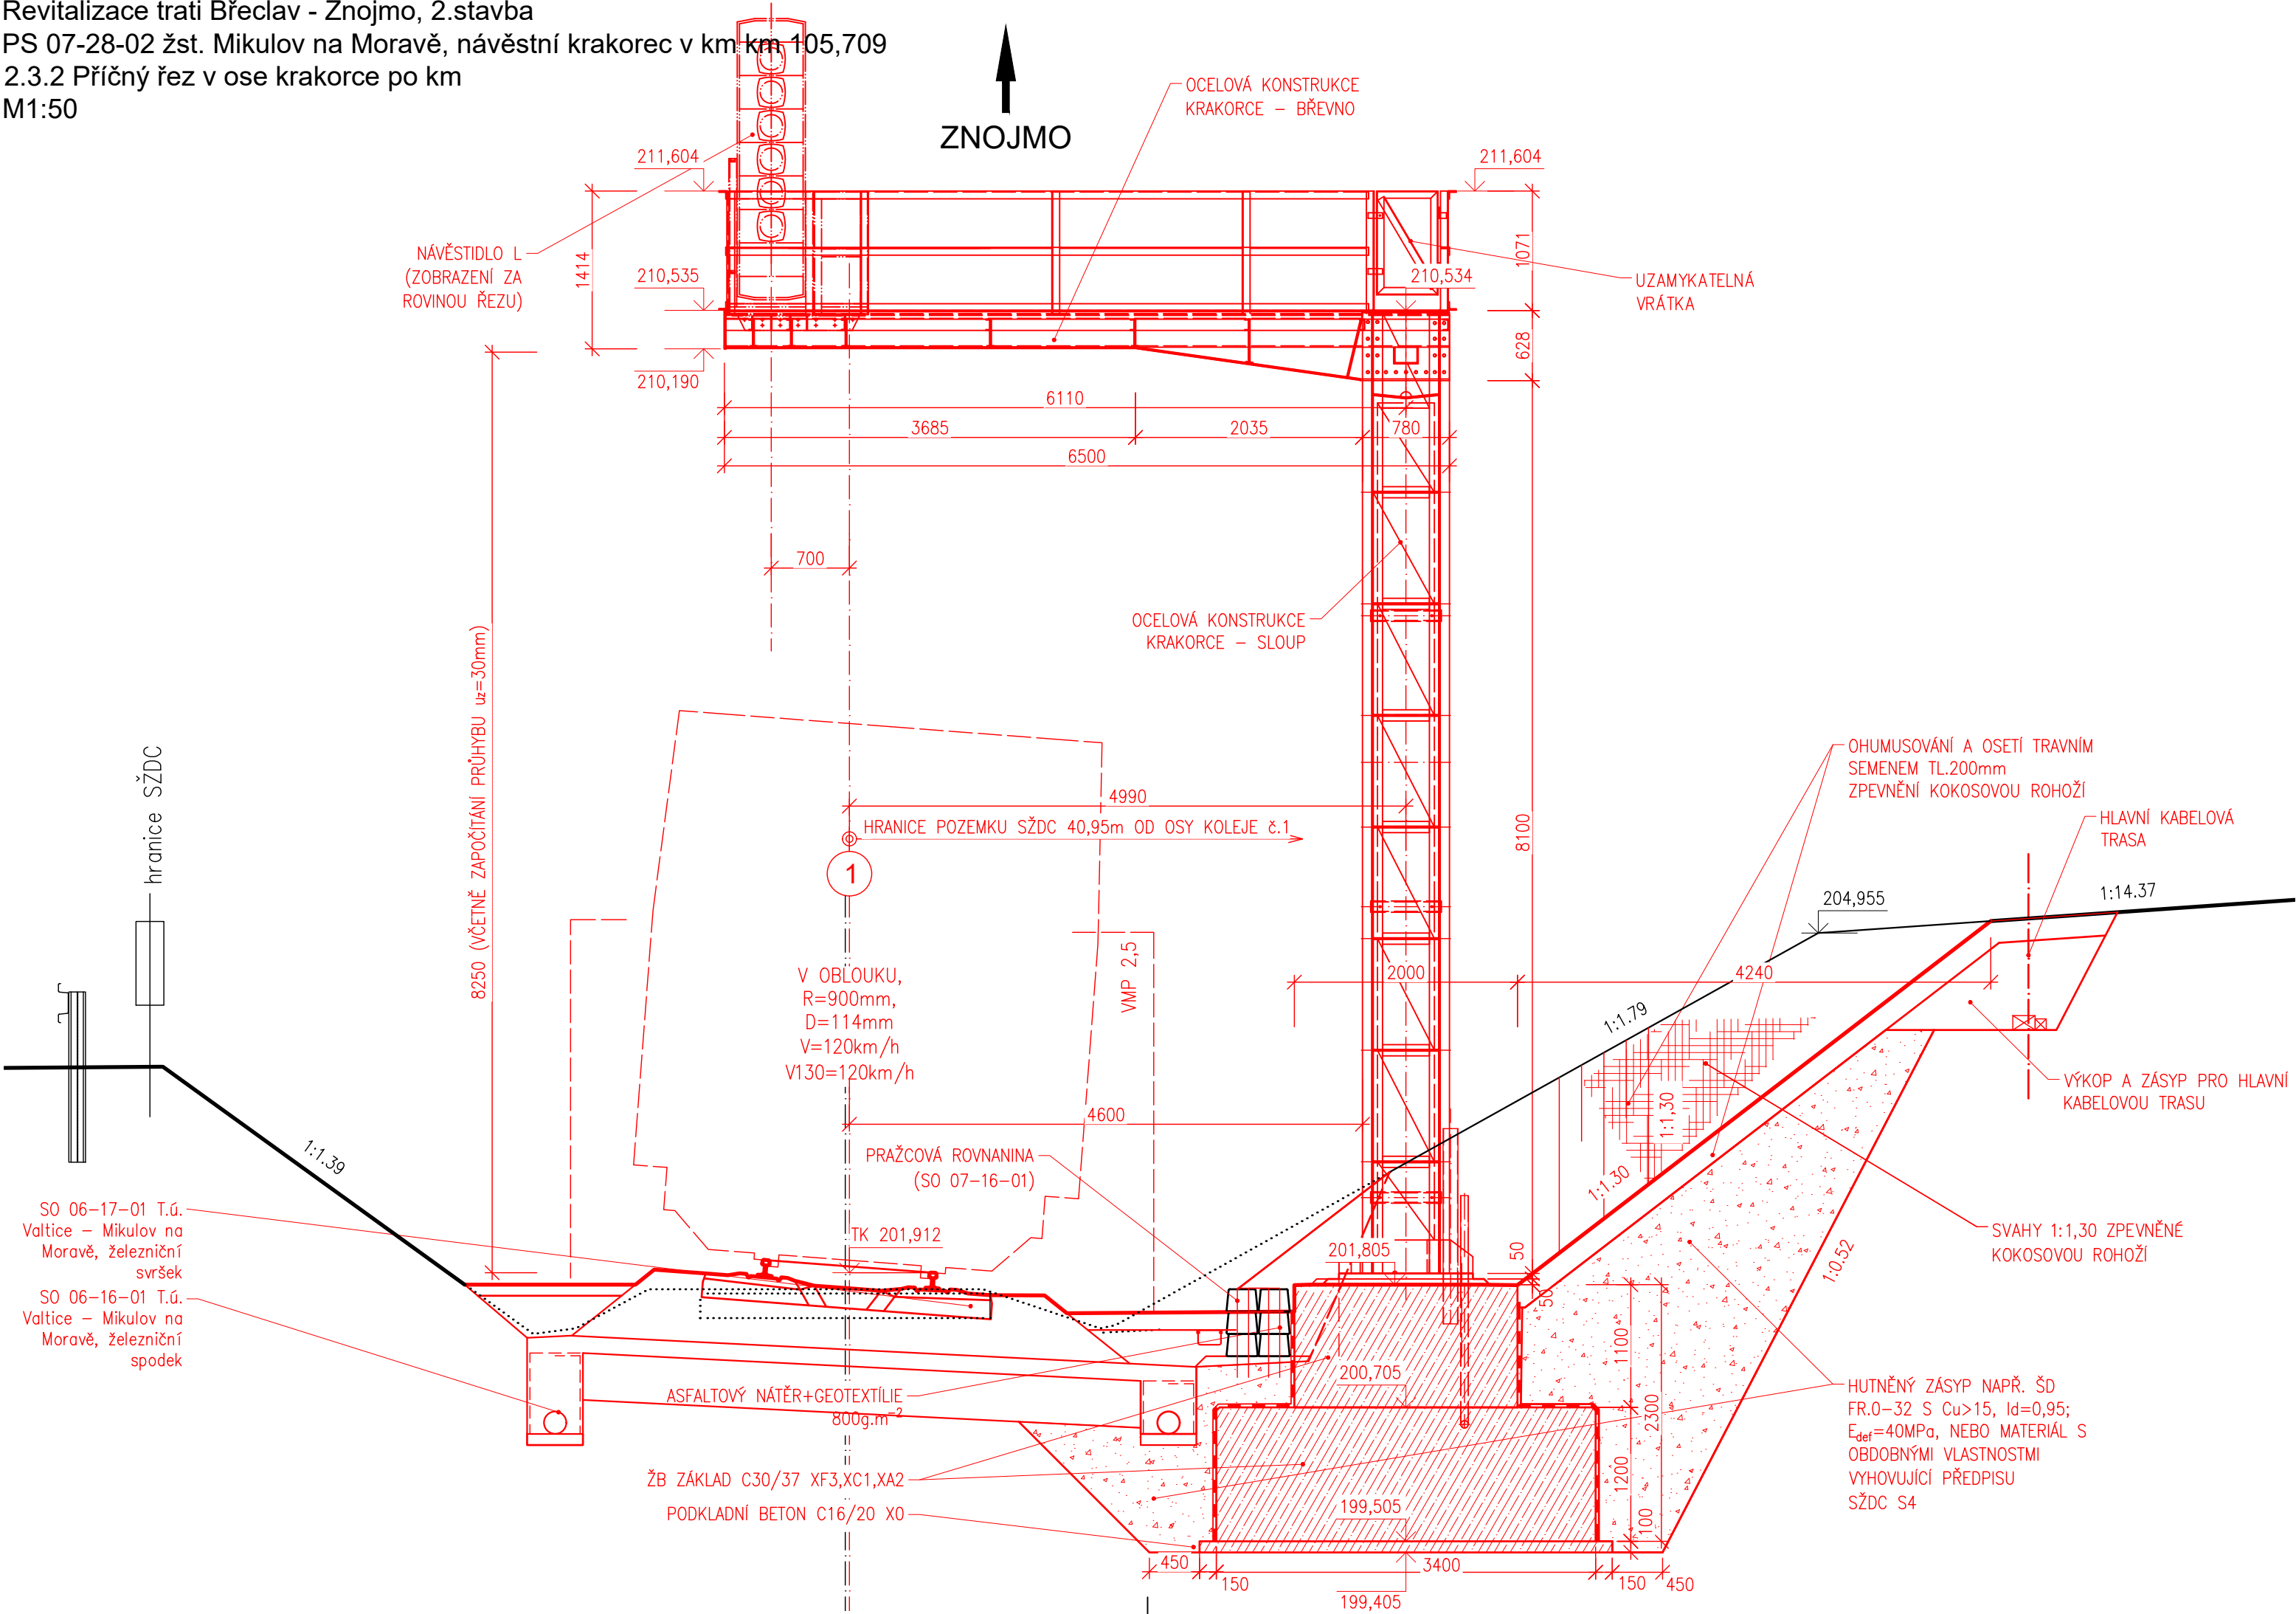 Revitalizace trati Břeclav - Znojmo, 2.stavba
PS 07-28-02 žst. Mikulov na Moravě, návěstní krakorec v km km 105,709
2.3.2 Příčný řez v ose krakorce po km
M1:50
ZNOJMO
OCELOVÁ KONSTRUKCE
KRAKORCE – BŘEVNO
211,604
211,604
NÁVĚSTIDLO L
(ZOBRAZENÍ ZA
ROVINOU ŘEZU)
1414
210,535
210,534
1071
UZAMYKATELNÁ
VRÁTKA
628
210,190
6110
3685
2035
780
6500
700
OCELOVÁ KONSTRUKCE
KRAKORCE – SLOUP
8250 (VČETNĚ ZAPOČÍTÁNÍ PRŮHYBU uz=30mm)
hranice SŽDC
4990
HRANICE POZEMKU SŽDC 40,95m OD OSY KOLEJE č.1
1
8100
OHUMUSOVÁNÍ A OSETÍ TRAVNÍM
SEMENEM TL.200mm
ZPEVNĚNÍ KOKOSOVOU ROHOŽÍ
HLAVNÍ KABELOVÁ
TRASA
204,955
1:14.37
V OBLOUKU,
R=900mm,
D=114mm
V=120km/h
V130=120km/h
VMP 2,5
2000
4240
1:1.79
1:1,30
VÝKOP A ZÁSYP PRO HLAVNÍ
KABELOVOU TRASU
4600
1:1.39
PRAŽCOVÁ ROVNANINA
(SO 07-16-01)
1:1.30
SO 06-17-01 T.ú.
Valtice – Mikulov na
Moravě, železniční
svršek
TK 201,912
201,805
50
50
SVAHY 1:1,30 ZPEVNĚNÉ
KOKOSOVOU ROHOŽÍ
1:0.52
SO 06-16-01 T.ú.
Valtice – Mikulov na
Moravě, železniční
spodek
1100
2300
1200
100
200,705
ASFALTOVÝ NÁTĚR+GEOTEXTÍLIE
800g.m⁻²
HUTNĚNÝ ZÁSYP NAPŘ. ŠD
FR.0-32 S Cu>15, Id=0,95;
Edef=40MPa, NEBO MATERIÁL S
OBDOBNÝMI VLASTNOSTMI
VYHOVUJÍCÍ PŘEDPISU
SŽDC S4
ŽB ZÁKLAD C30/37 XF3,XC1,XA2
PODKLADNÍ BETON C16/20 X0
199,505
450
150
3400
150
450
199,405